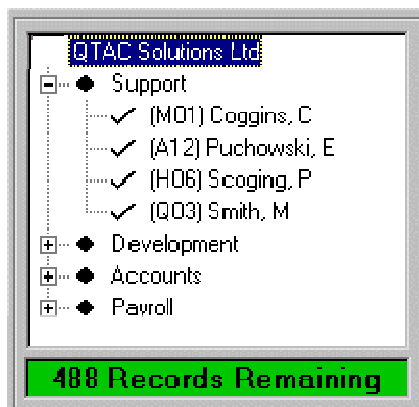 QTAC Solutions Ltd
Support
(M01) Coggins, C
(A12) Puchowski, E
(H06) Scoging, P
(Q03) Smith, M
Development
Accounts
Payroll
488 Records Remaining